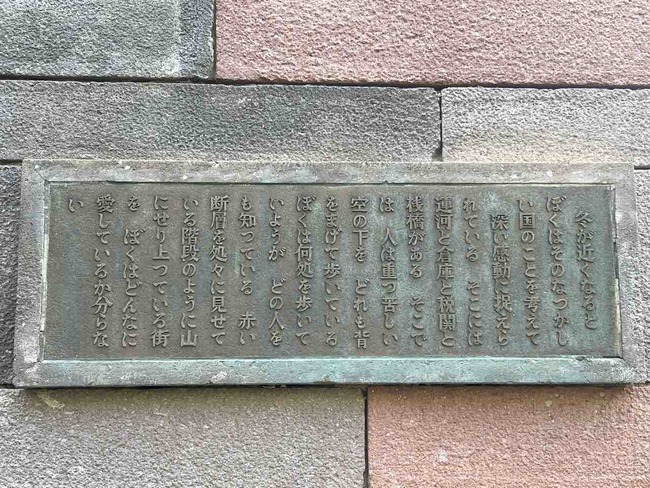 冬が近くなると
ぼくはそのなつかし
い国のことを考えて
深い感動に捉えら
れている そこには
運河と倉庫と税関と
桟橋がある そこで
は 人は重つ苦しい
空の下を どれも背
をまげて歩いている
ぼくは何処を歩いて
いようが どの人を
も知つている 赤い
断層を処々に見せて
いる階段のように山
にせり上つている街
を ぼくはどんなに
愛しているか分らな
い